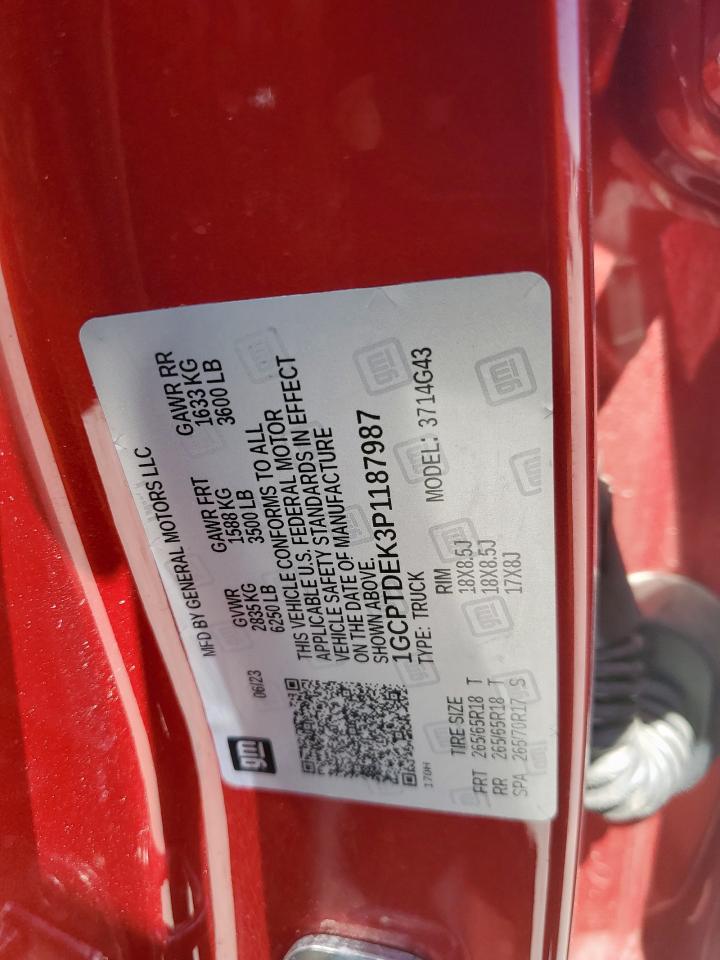 gm
06/23
MFD BY GENERAL MOTORS LLC
GVWR GAWR FRT GAWR RR
2835 KG 1588 KG 1633 KG
6250 LB 3500 LB 3600 LB
THIS VEHICLE CONFORMS TO ALL
APPLICABLE U.S. FEDERAL MOTOR
VEHICLE SAFETY STANDARDS IN EFFECT
ON THE DATE OF MANUFACTURE
SHOWN ABOVE.
1GCPTDEK3P1187987
TYPE: TRUCK MODEL: 3714G43
170H
TIRE SIZE RIM
FRT 265/65R18 T 18X8.5J
RR 265/65R18 T 18X8.5J
SPA 265/70R17 S 17X8J